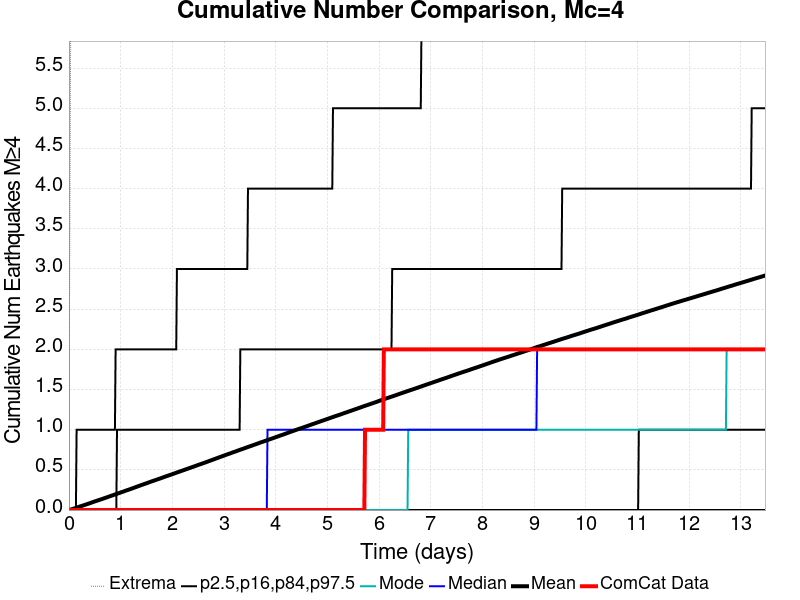 Cumulative Number Comparison, Mc=4
Cumulative Num Earthquakes M≥4
5.5
5.0
4.5
4.0
3.5
3.0
2.5
2.0
1.5
1.0
0.5
0.0
0 1 2 3 4 5 6 7 8 9 10 11 12 13
Time (days)
Extrema p2.5,p16,p84,p97.5 Mode Median Mean ComCat Data